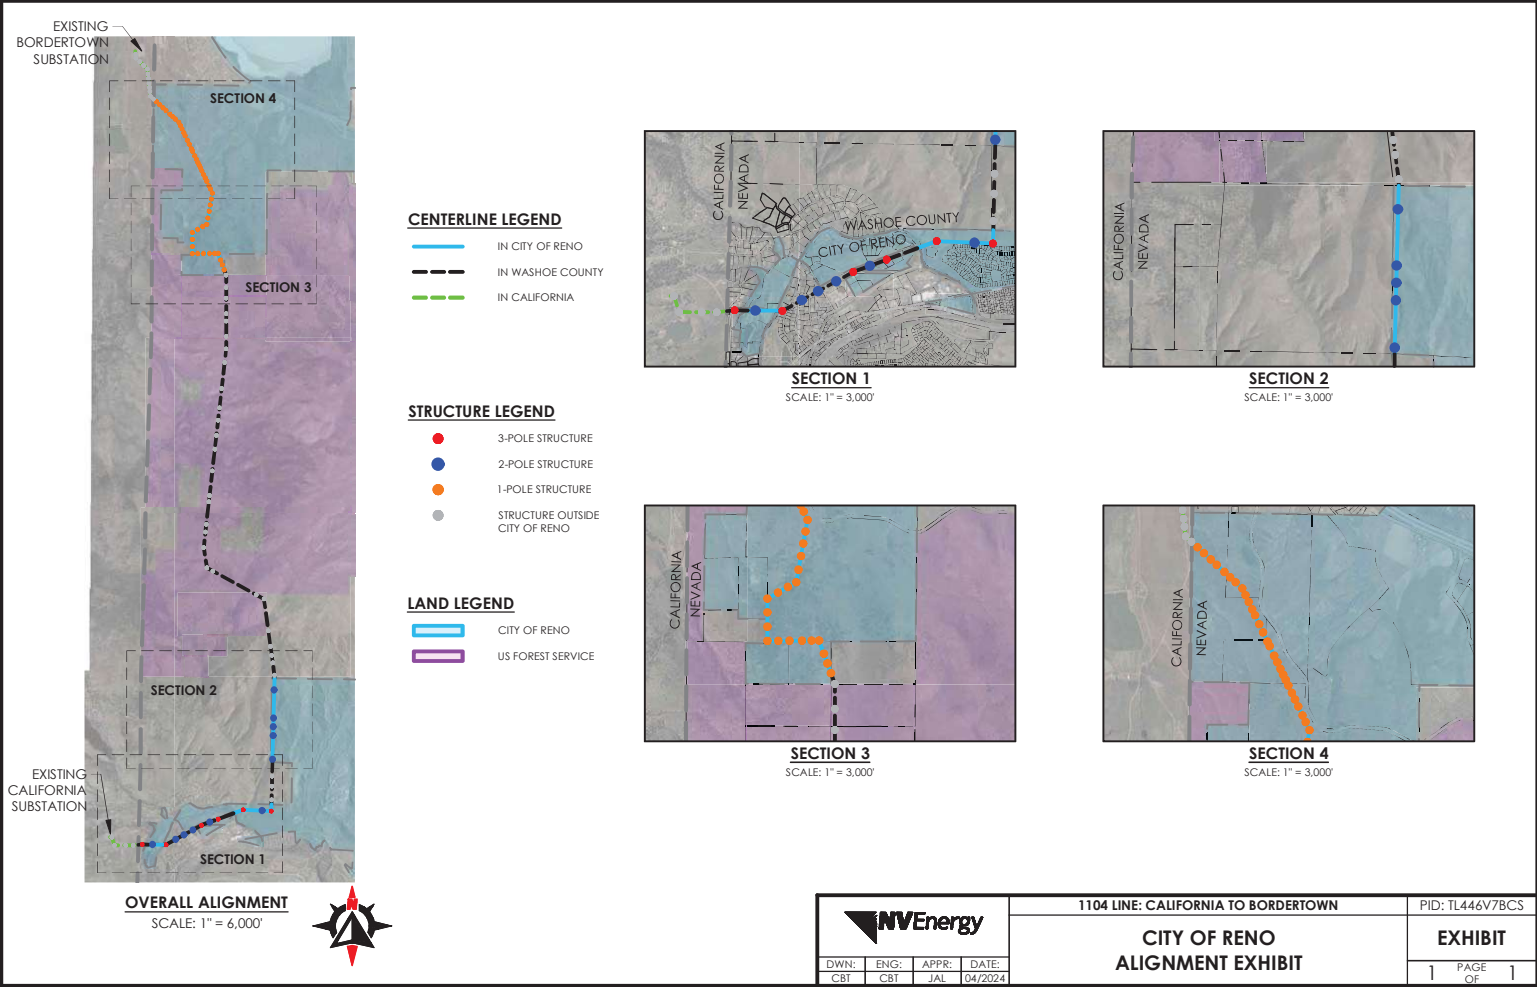 EXISTING
BORDERTOWN
SUBSTATION
SECTION 4
SECTION 3
SECTION 2
EXISTING
CALIFORNIA
SUBSTATION
SECTION 1
OVERALL ALIGNMENT
SCALE: 1" = 6,000'
N
CENTERLINE LEGEND
IN CITY OF RENO
IN WASHOE COUNTY
IN CALIFORNIA
STRUCTURE LEGEND
3-POLE STRUCTURE
2-POLE STRUCTURE
1-POLE STRUCTURE
STRUCTURE OUTSIDE
CITY OF RENO
LAND LEGEND
CITY OF RENO
US FOREST SERVICE
CALIFORNIA
NEVADA
WASHOE COUNTY
CITY OF RENO
SECTION 1
SCALE: 1" = 3,000'
CALIFORNIA
NEVADA
SECTION 2
SCALE: 1" = 3,000'
CALIFORNIA
NEVADA
SECTION 3
SCALE: 1" = 3,000'
CALIFORNIA
NEVADA
SECTION 4
SCALE: 1" = 3,000'
NVEnergy
DWN: ENG: APPR: DATE:
CBT CBT JAL 04/2024
1104 LINE: CALIFORNIA TO BORDERTOWN
CITY OF RENO
ALIGNMENT EXHIBIT
PID: TL446V7BCS
EXHIBIT
1 PAGE OF 1